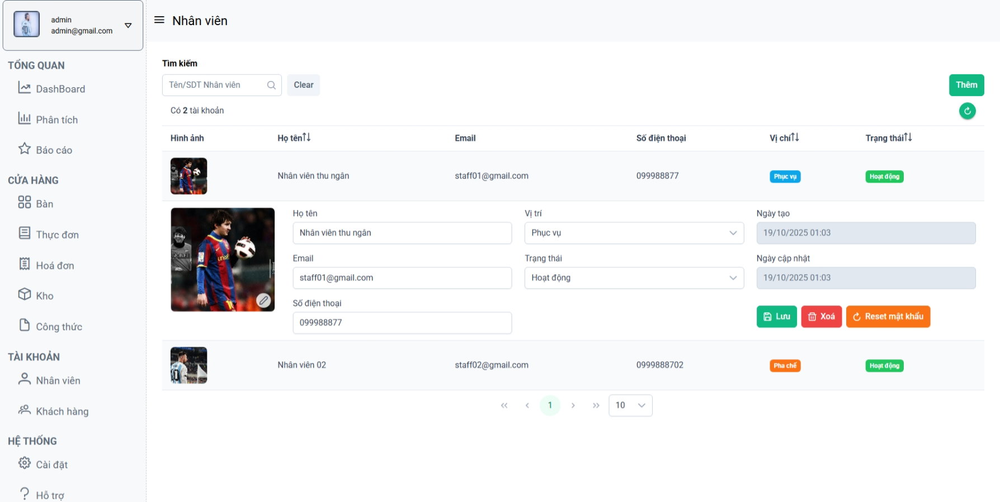 admin
admin@gmail.com
TỔNG QUAN
DashBoard
Phân tích
Báo cáo
CỬA HÀNG
Bàn
Thực đơn
Hoá đơn
Kho
Công thức
TÀI KHOẢN
Nhân viên
Khách hàng
HỆ THỐNG
Cài đặt
Hỗ trợ
Nhân viên
Tìm kiếm
Tên/SDT Nhân viên
Clear
Thêm
Có 2 tài khoản
Hình ảnh Họ tên Email Số điện thoại Vị chí Trạng thái
Nhân viên thu ngân staff01@gmail.com 099988877 Phục vụ Hoạt động
Họ tên Vị trí Ngày tạo
Nhân viên thu ngân Phục vụ 19/10/2025 01:03
Email Trạng thái Ngày cập nhật
staff01@gmail.com Hoạt động 19/10/2025 01:03
Số điện thoại
099988877
Lưu Xoá Reset mật khẩu
Nhân viên 02 staff02@gmail.com 0999888702 Pha chế Hoạt động
1 10